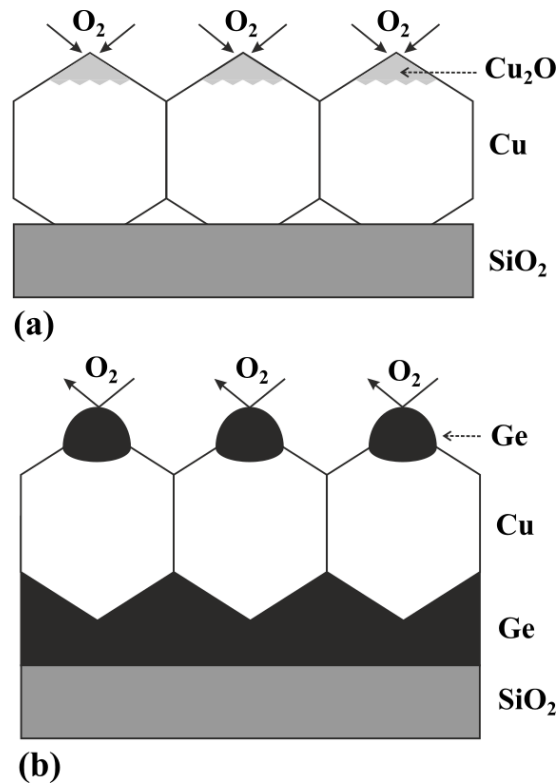 O₂ O₂ O₂
Cu₂O
Cu
SiO₂
(a)
O₂ O₂ O₂
Ge
Cu
Ge
SiO₂
(b)